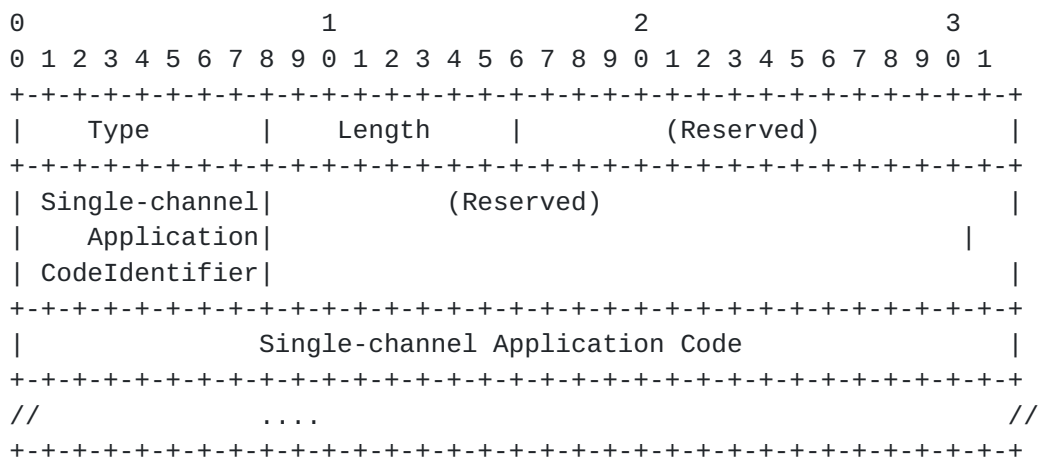 0                   1                   2                   3
0 1 2 3 4 5 6 7 8 9 0 1 2 3 4 5 6 7 8 9 0 1 2 3 4 5 6 7 8 9 0 1
+-+-+-+-+-+-+-+-+-+-+-+-+-+-+-+-+-+-+-+-+-+-+-+-+-+-+-+-+-+-+-+-+
|    Type       |    Length     |         (Reserved)            |
+-+-+-+-+-+-+-+-+-+-+-+-+-+-+-+-+-+-+-+-+-+-+-+-+-+-+-+-+-+-+-+-+
| Single-channel|           (Reserved)                          |
|    Application|                                            |
| CodeIdentifier|                                               |
+-+-+-+-+-+-+-+-+-+-+-+-+-+-+-+-+-+-+-+-+-+-+-+-+-+-+-+-+-+-+-+-+
|               Single-channel Application Code                 |
+-+-+-+-+-+-+-+-+-+-+-+-+-+-+-+-+-+-+-+-+-+-+-+-+-+-+-+-+-+-+-+-+
//              ....                                            //
+-+-+-+-+-+-+-+-+-+-+-+-+-+-+-+-+-+-+-+-+-+-+-+-+-+-+-+-+-+-+-+-+